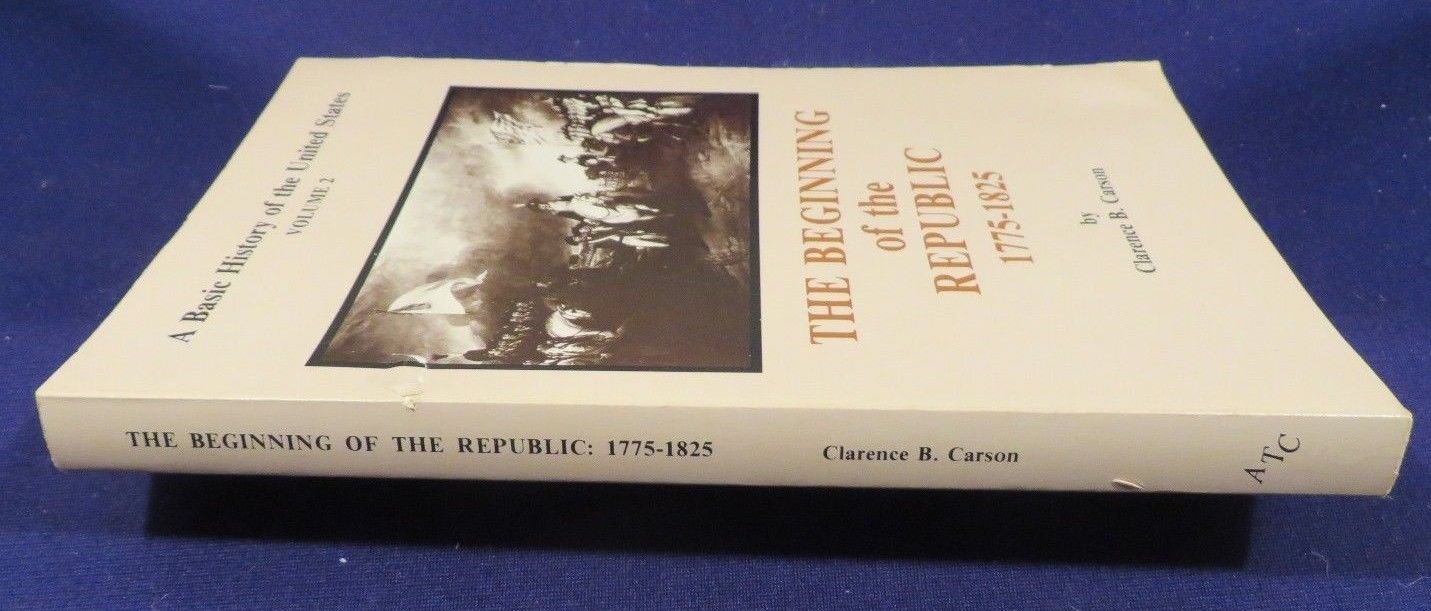 A Basic History of the United States
VOLUME 2
THE BEGINNING
of the
REPUBLIC
1775-1825
by
Clarence B. Carson
THE BEGINNING OF THE REPUBLIC: 1775-1825
Clarence B. Carson
ATC